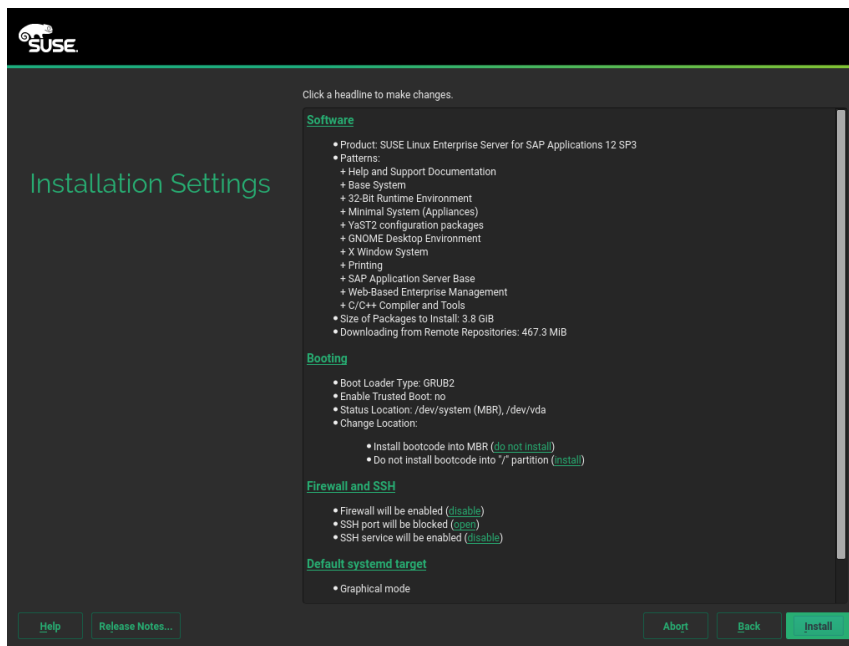 SUSE.
Click a headline to make changes.
Installation Settings
Software
• Product: SUSE Linux Enterprise Server for SAP Applications 12 SP3
• Patterns:
+ Help and Support Documentation
+ Base System
+ 32-Bit Runtime Environment
+ Minimal System (Appliances)
+ YaST2 configuration packages
+ GNOME Desktop Environment
+ X Window System
+ Printing
+ SAP Application Server Base
+ Web-Based Enterprise Management
+ C/C++ Compiler and Tools
• Size of Packages to Install: 3.8 GiB
• Downloading from Remote Repositories: 467.3 MiB
Booting
• Boot Loader Type: GRUB2
• Enable Trusted Boot: no
• Status Location: /dev/system (MBR), /dev/vda
• Change Location:
• Install bootcode into MBR (do not install)
• Do not install bootcode into "/" partition (install)
Firewall and SSH
• Firewall will be enabled (disable)
• SSH port will be blocked (open)
• SSH service will be enabled (disable)
Default systemd target
• Graphical mode
Help Release Notes... Abort Back Install